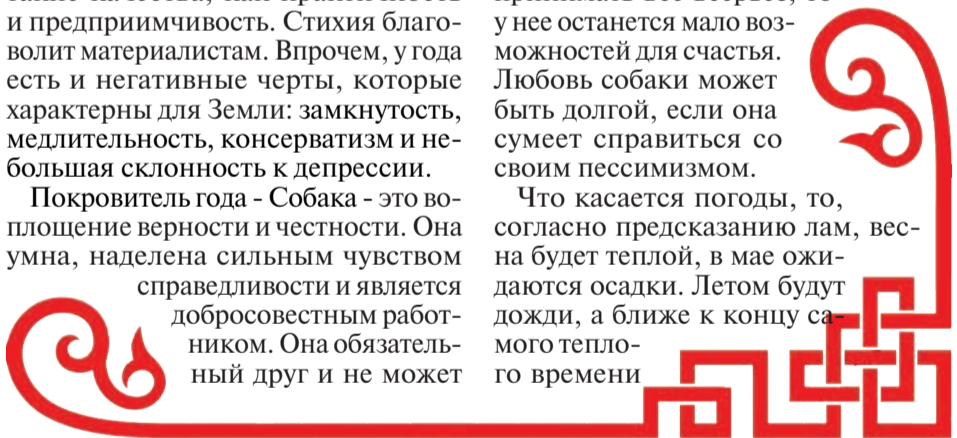 и предприимчивость. Стихия благо-
волит материалистам. Впрочем, у года
есть и негативные черты, которые
характерны для Земли: замкнутость,
медлительность, консерватизм и не-
большая склонность к депрессии.
Покровитель года - Собака - это во-
площение верности и честности. Она
умна, наделена сильным чувством
справедливости и является
добросовестным работ-
ником. Она обязатель-
ный друг и не может
у нее останется мало воз-
можностей для счастья.
Любовь собаки может
быть долгой, если она
сумеет справиться со
своим пессимизмом.
Что касается погоды, то,
согласно предсказанию лам, вес-
на будет теплой, в мае ожи-
даются осадки. Летом будут
дожди, а ближе к концу са-
мого тепло-
го времени